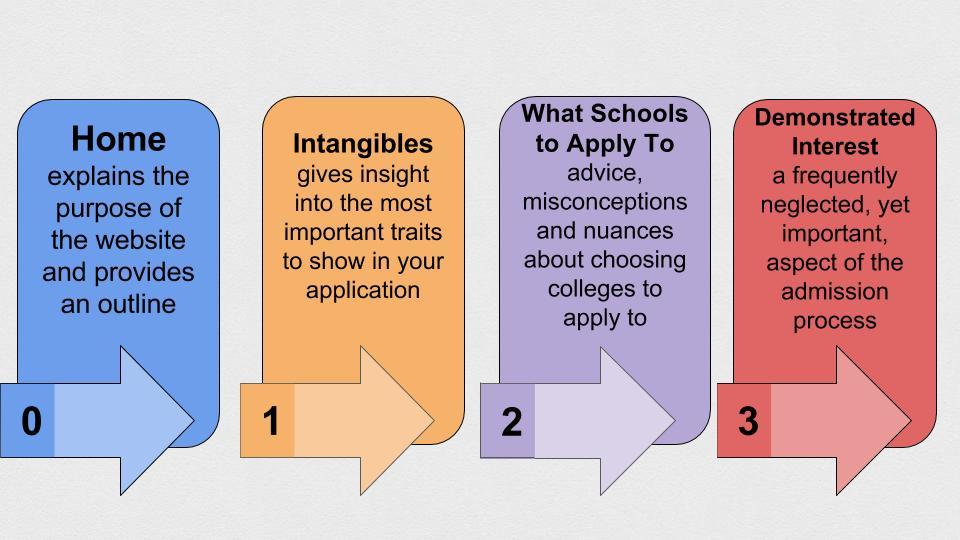 Home
explains the
purpose of
the website
and provides
an outline
0
Intangibles
gives insight
into the most
important traits
to show in your
application
1
What Schools
to Apply To
advice,
misconceptions
and nuances
about choosing
colleges to
apply to
2
Demonstrated
Interest
a frequently
neglected, yet
important,
aspect of the
admission
process
3